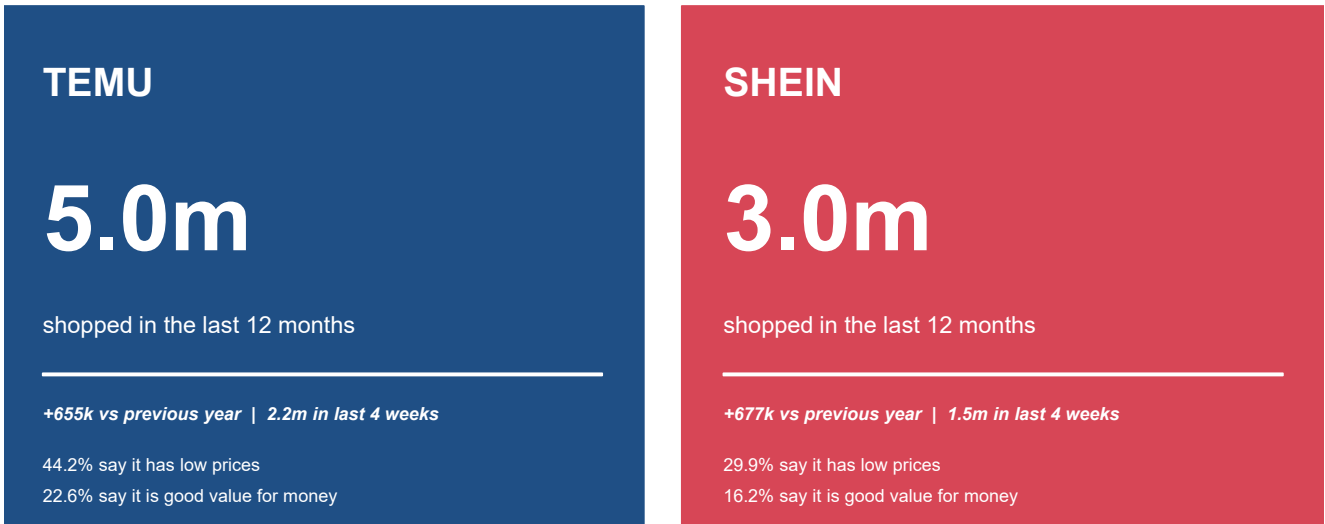 TEMU
5.0m
shopped in the last 12 months
+655k vs previous year | 2.2m in last 4 weeks
44.2% say it has low prices
22.6% say it is good value for money
SHEIN
3.0m
shopped in the last 12 months
+677k vs previous year | 1.5m in last 4 weeks
29.9% say it has low prices
16.2% say it is good value for money